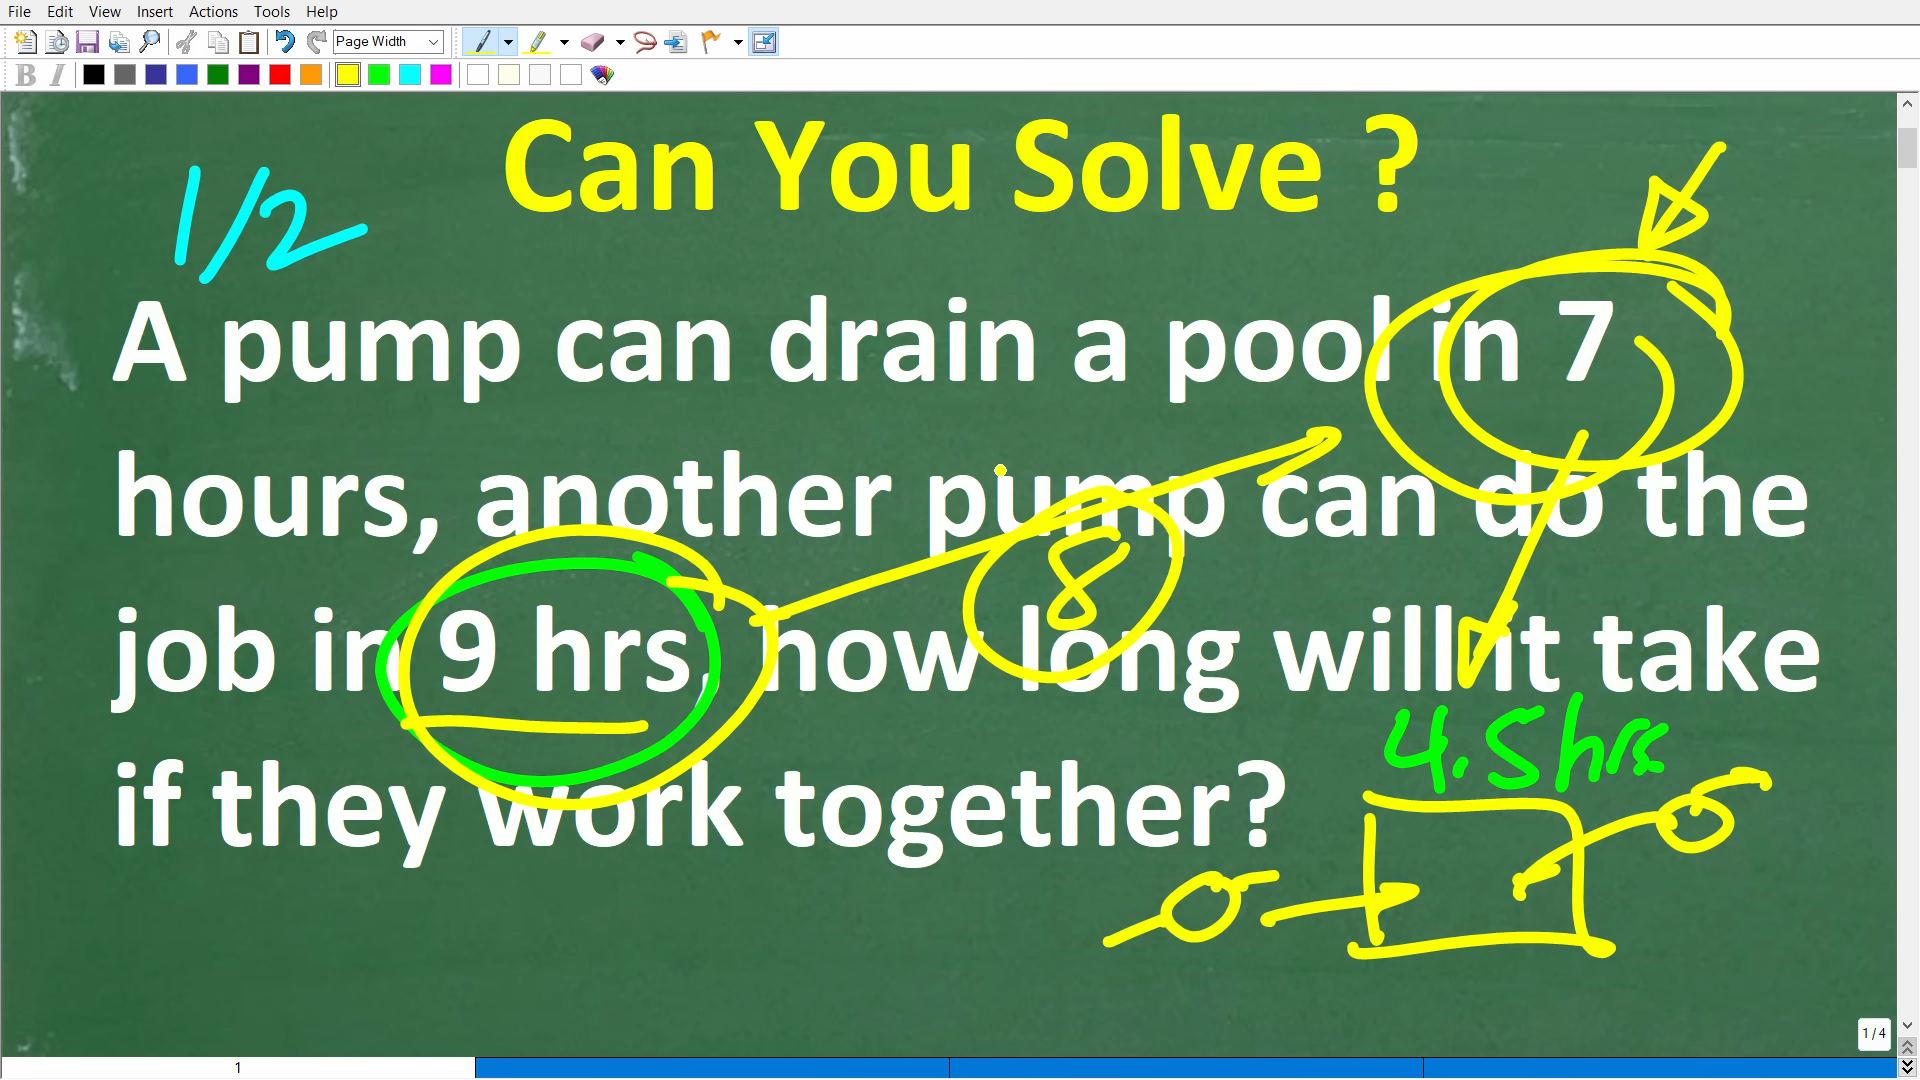 File Edit View Insert Actions Tools Help
Page Width
B I
Can You Solve ?
1/2
A pump can drain a pool in 7
hours, another pump can do the
8
job in 9 hrs, how long will it take
4.5hrs
if they work together?
1 / 4
1